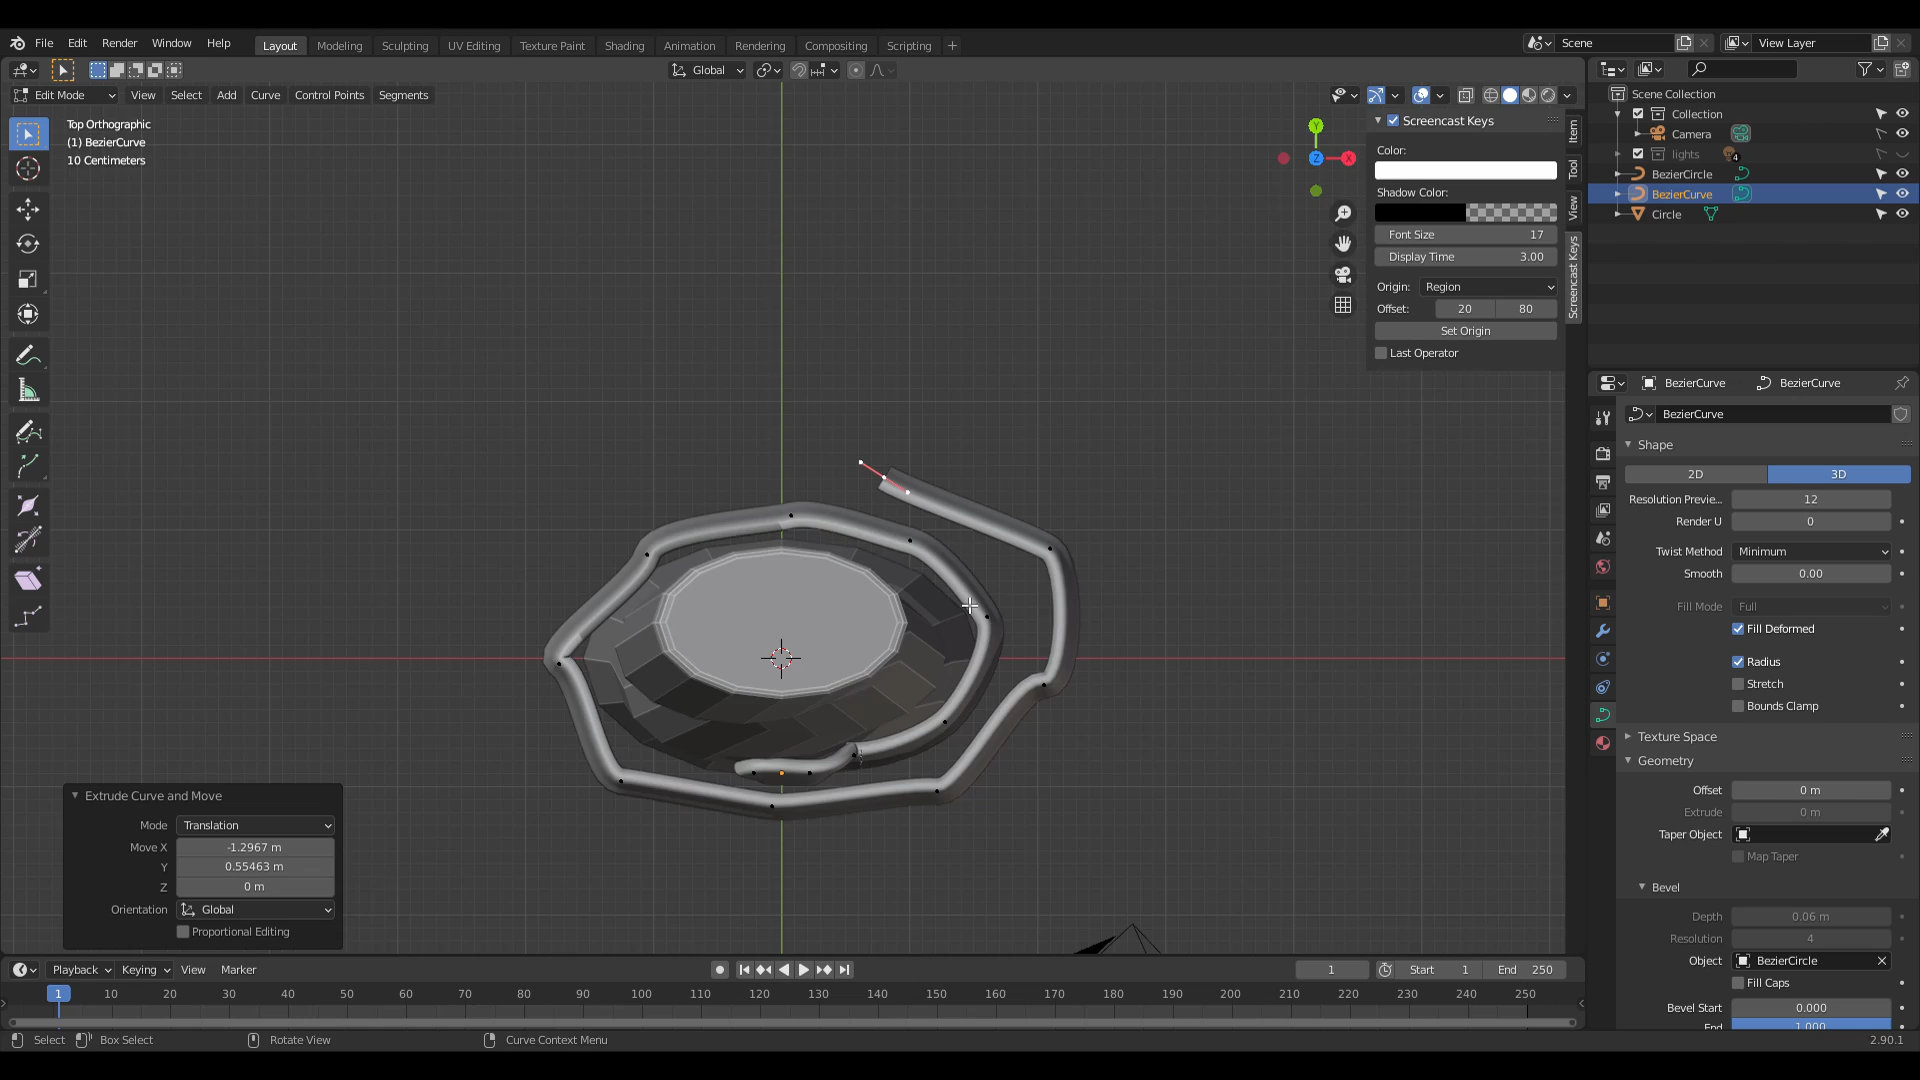 File Edit Render Window Help Layout Modeling Sculpting UV Editing Texture Paint Shading Animation Rendering Compositing Scripting + Scene View Layer
Global
Edit Mode View Select Add Curve Control Points Segments
Top Orthographic
(1) BezierCurve
10 Centimeters
Y
Z X
Screencast Keys
Color:
Shadow Color:
Font Size 17
Display Time 3.00
Origin: Region
Offset: 20 80
Set Origin
Last Operator
Item
Tool
View
Screencast Keys
Scene Collection
Collection
Camera
lights 4
BezierCircle
BezierCurve
Circle
BezierCurve BezierCurve
BezierCurve
Shape
2D 3D
Resolution Previe... 12
Render U 0
Twist Method Minimum
Smooth 0.00
Fill Mode Full
Fill Deformed
Radius
Stretch
Bounds Clamp
Texture Space
Geometry
Offset 0 m
Extrude 0 m
Taper Object
Map Taper
Bevel
Depth 0.06 m
Resolution 4
Object BezierCircle
Fill Caps
Bevel Start 0.000
End 1.000
Extrude Curve and Move
Mode Translation
Move X -1.2967 m
Y 0.55463 m
Z 0 m
Orientation Global
Proportional Editing
Playback Keying View Marker 1 Start 1 End 250
1 10 20 30 40 50 60 70 80 90 100 110 120 130 140 150 160 170 180 190 200 210 220 230 240 250
Select Box Select Rotate View Curve Context Menu 2.90.1